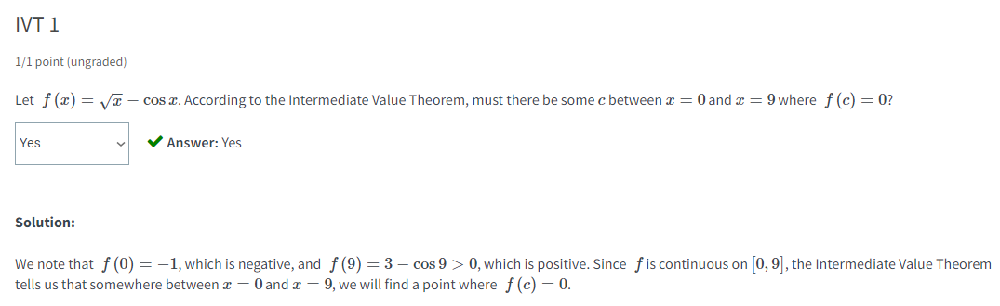 IVT 1
1/1 point (ungraded)
Let f (x) = √x − cos x. According to the Intermediate Value Theorem, must there be some c between x = 0 and x = 9 where f (c) = 0?
Yes
✔ Answer: Yes
Solution:
We note that f (0) = −1, which is negative, and f (9) = 3 − cos 9 > 0, which is positive. Since f is continuous on [0, 9], the Intermediate Value Theorem
tells us that somewhere between x = 0 and x = 9, we will find a point where f (c) = 0.